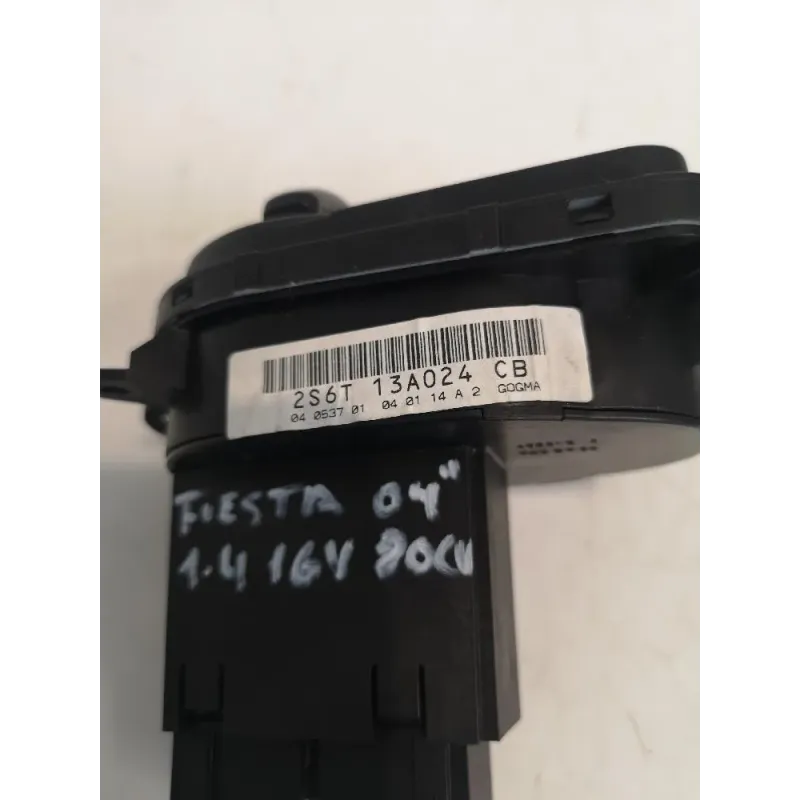 2S6T 13A024 CB
04 0537 01 04 01 14 A 2 GOGMA
FIESTA 04"
1.4 16V 80CV